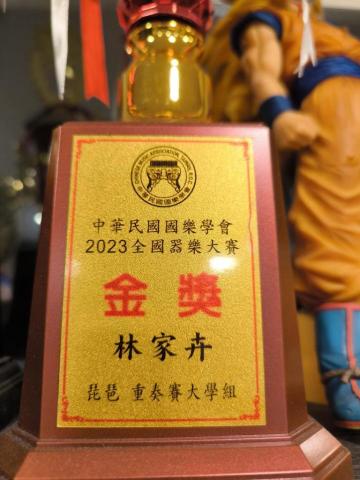 中華民國國樂學會
2023全國器樂大賽
金獎
林家卉
琵琶 重奏賽大學組